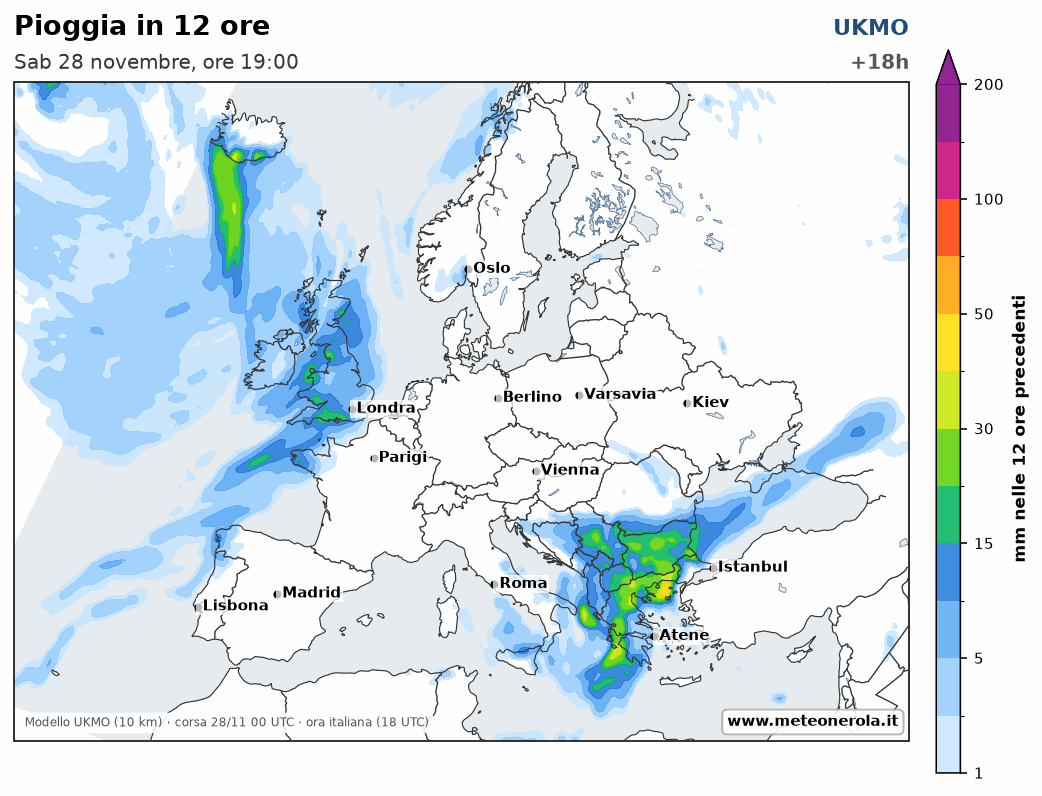 Pioggia in 12 ore
UKMO
Sab 28 novembre, ore 19:00
+18h
200
100
50
30
15
5
1
mm nelle 12 ore precedenti
Oslo
Londra
Berlino
Varsavia
Kiev
Parigi
Vienna
Istanbul
Roma
Madrid
Lisbona
Atene
Modello UKMO (10 km) · corsa 28/11 00 UTC · ora italiana (18 UTC)
www.meteonerola.it